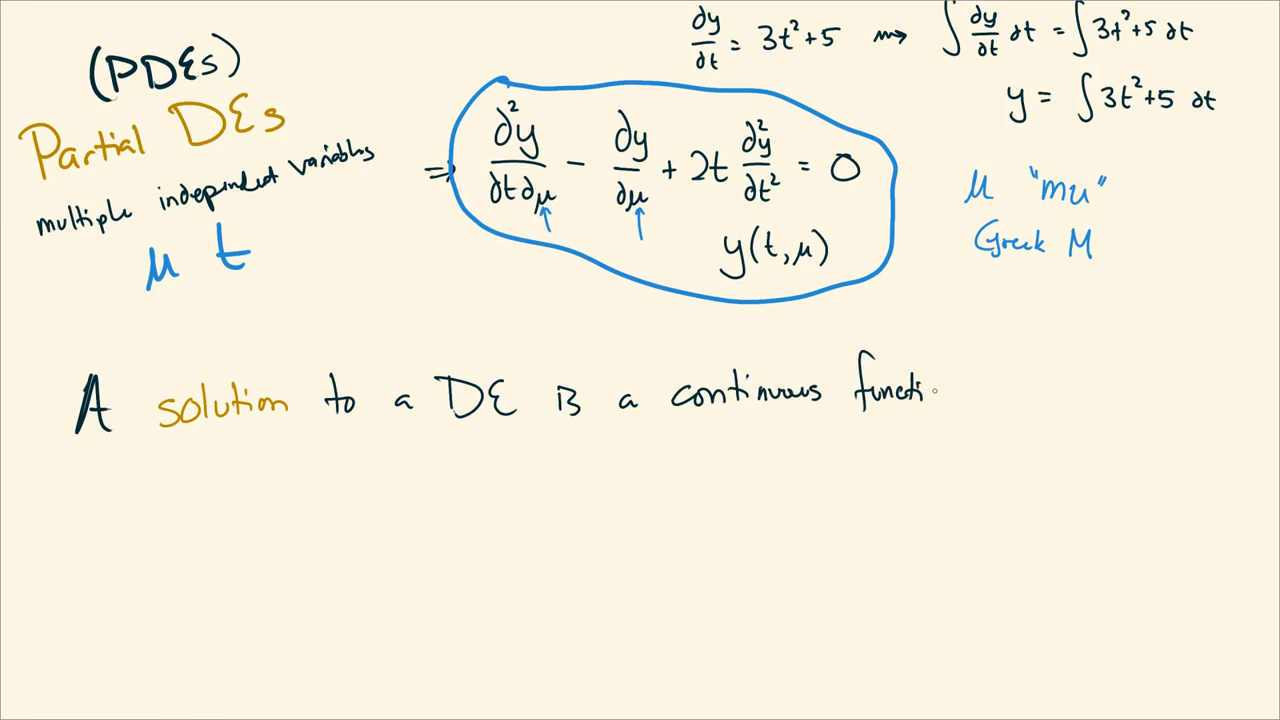 (PDEs)
Partial DEs
multiple independent variables
μ t
∂y/∂t = 3t²+5 ⇝ ∫ ∂y/∂t ∂t = ∫ 3t²+5 ∂t
y = ∫ 3t²+5 ∂t
⇒ ∂²y/∂t∂μ − ∂y/∂μ + 2t ∂²y/∂t² = 0
y(t,μ)
μ "mu"
Greek M
A solution to a DE is a continuous functi